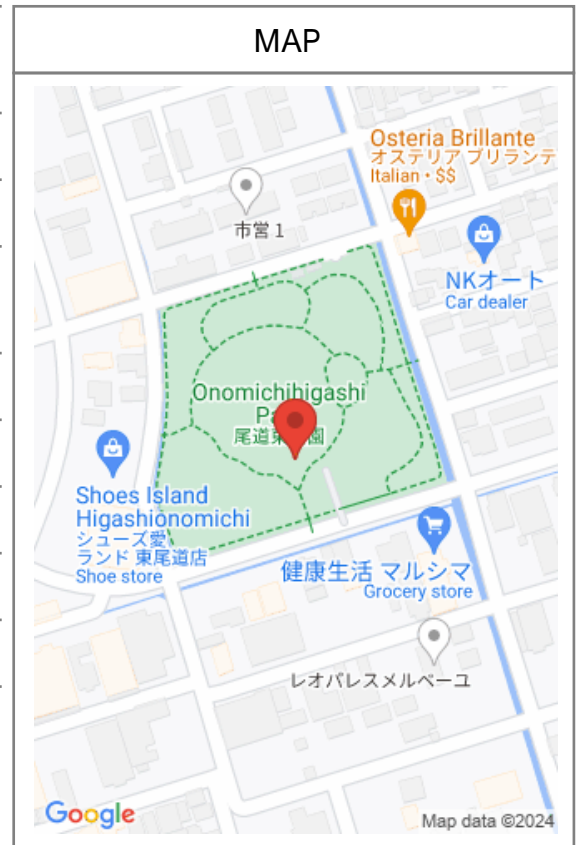 MAP
Osteria Brillante
オステリア ブリランテ
Italian • $$
市営 1
NKオート
Car dealer
Onomichihigashi
尾道東
園
Shoes Island
Higashionomichi
シューズ愛
ランド 東尾道店
Shoe store
健康生活 マルシマ
Grocery store
レオパレスメルベーユ
Google
Map data ©2024